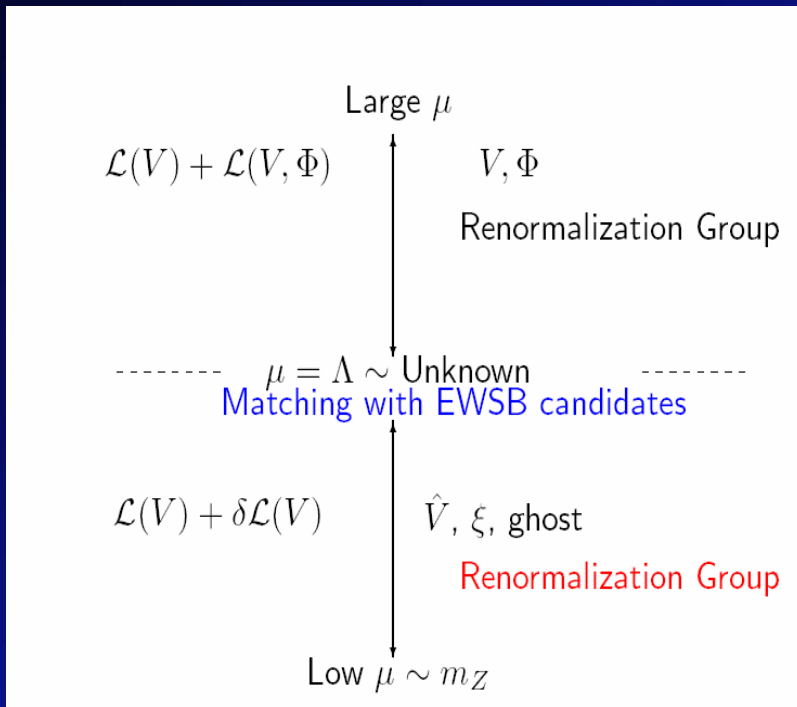 Large μ
ℒ(V) + ℒ(V, Φ)
V, Φ
Renormalization Group
-------- μ = Λ ∼ Unknown --------
Matching with EWSB candidates
ℒ(V) + δℒ(V)
V̂, ξ, ghost
Renormalization Group
Low μ ∼ m_Z